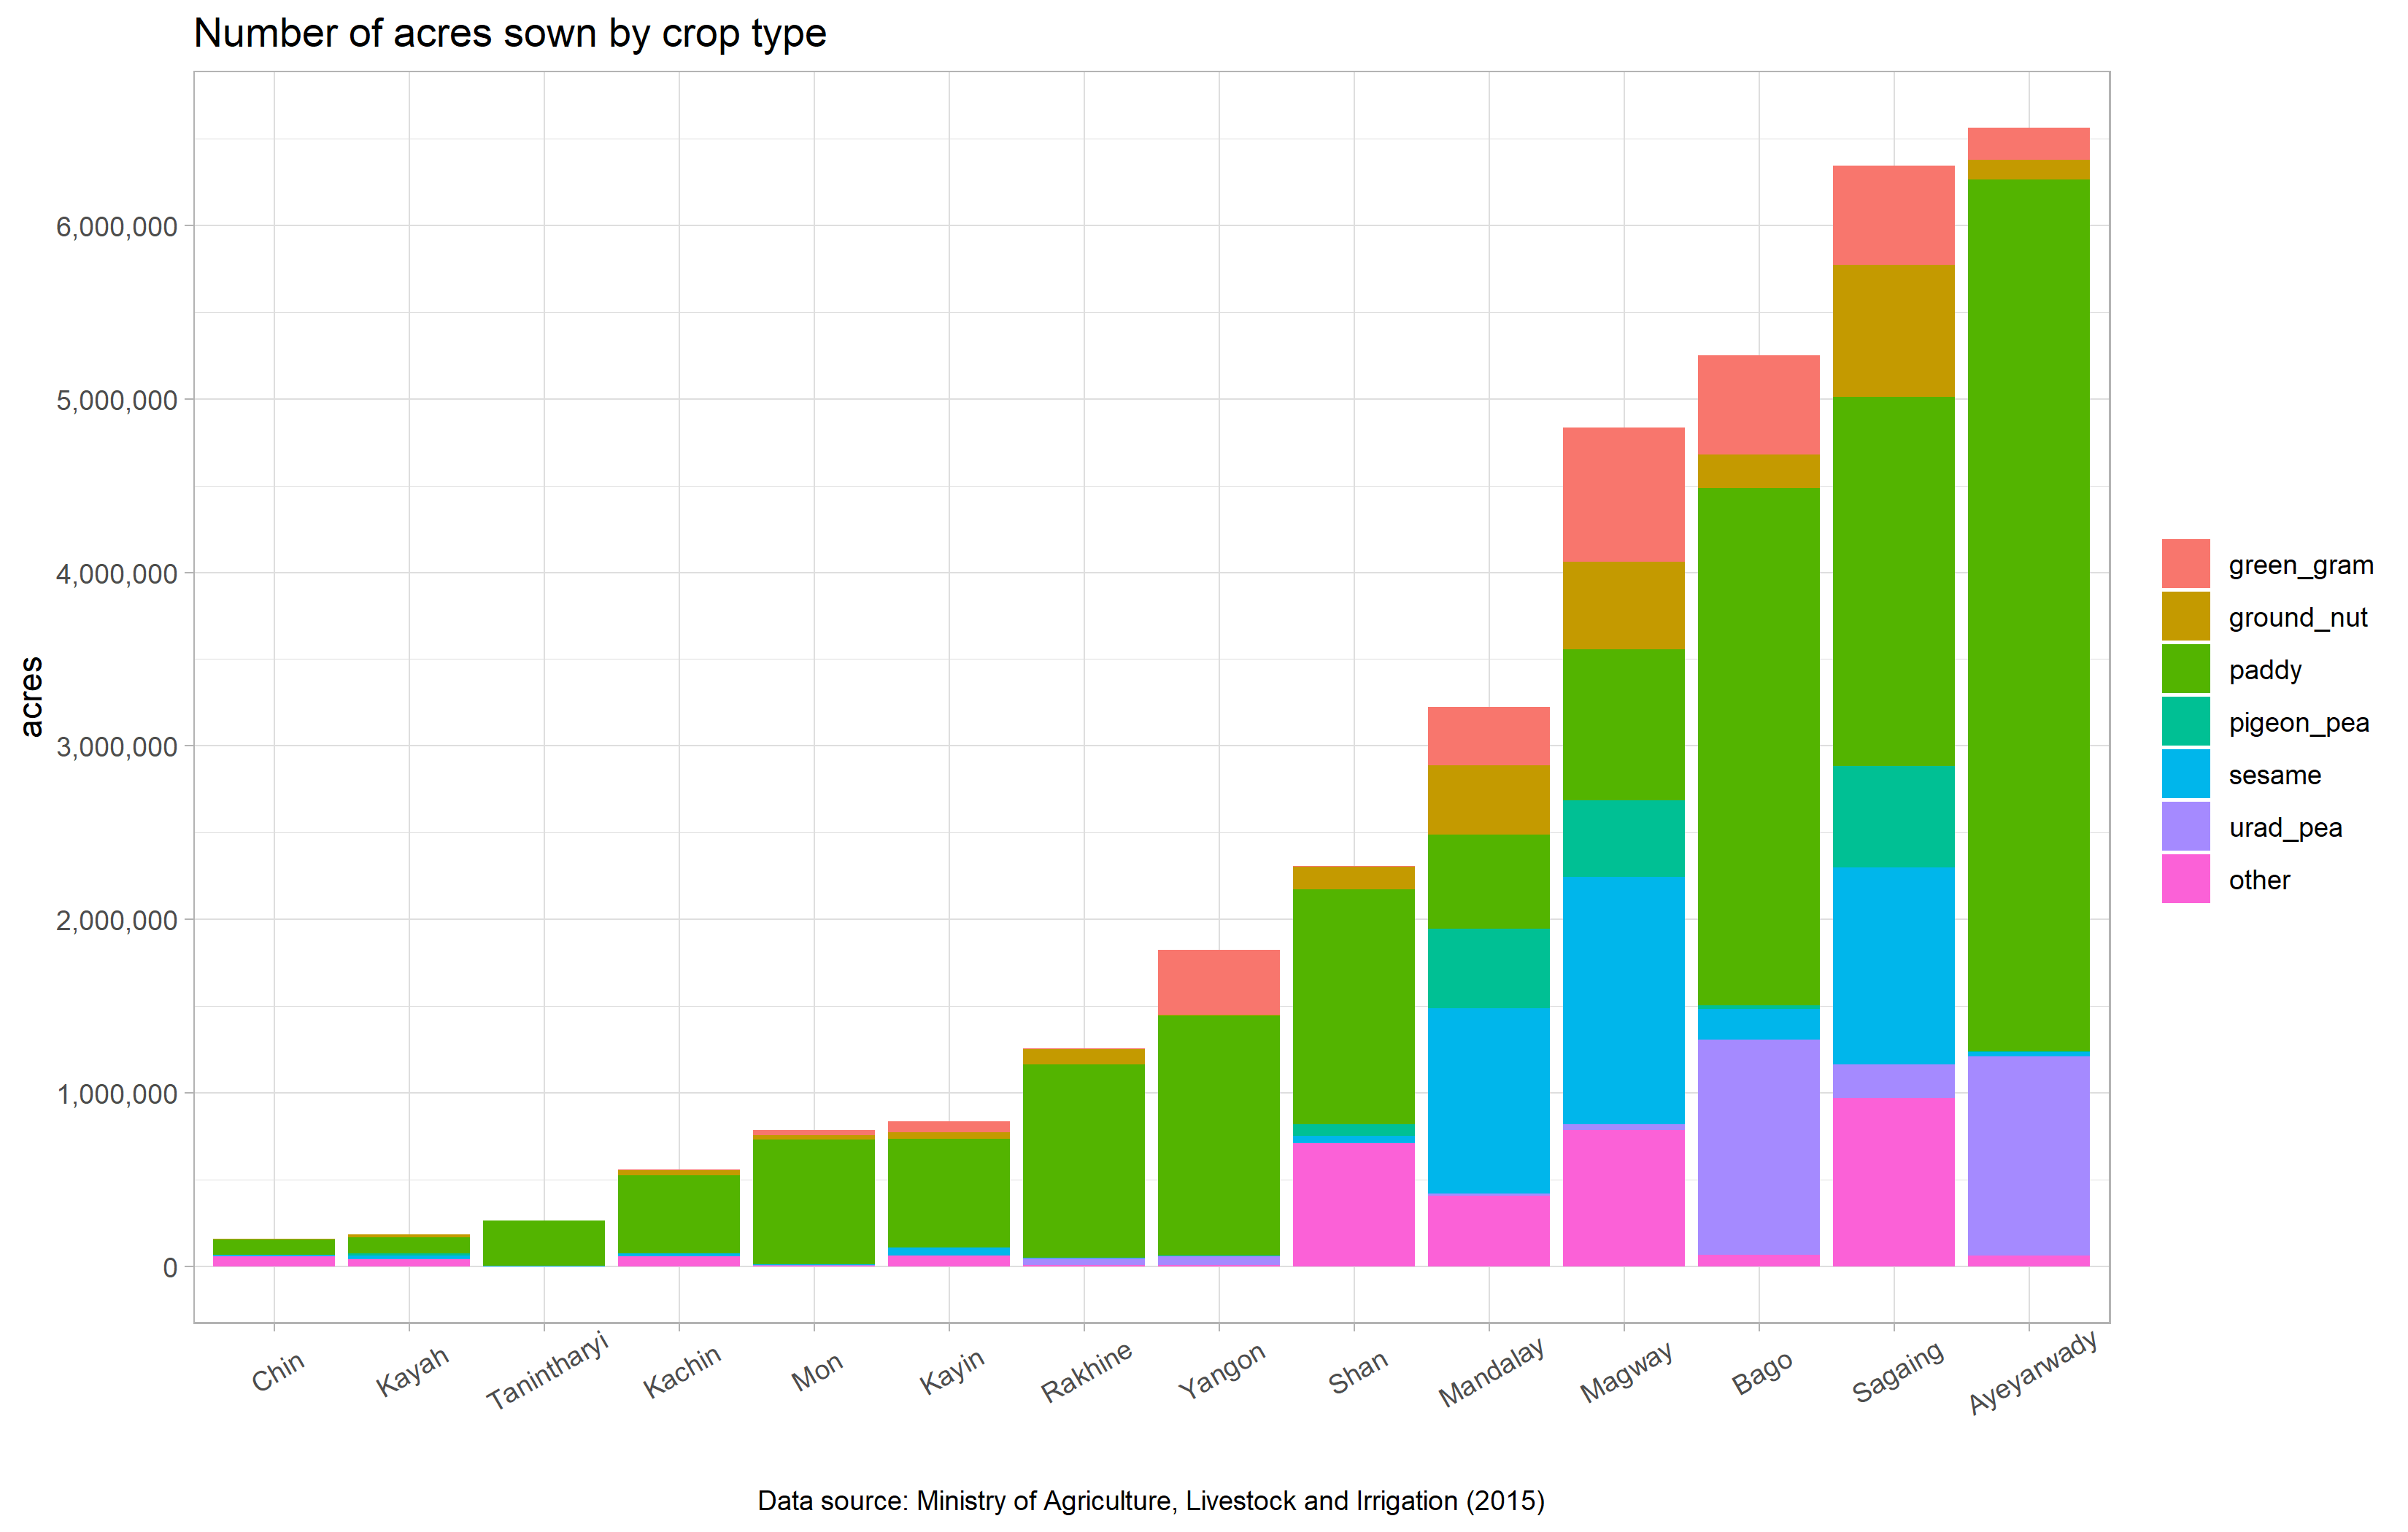 Number of acres sown by crop type
acres
6,000,000
5,000,000
4,000,000
3,000,000
2,000,000
1,000,000
0
Chin
Kayah
Tanintharyi
Kachin
Mon
Kayin
Rakhine
Yangon
Shan
Mandalay
Magway
Bago
Sagaing
Ayeyarwady
green_gram
ground_nut
paddy
pigeon_pea
sesame
urad_pea
other
Data source: Ministry of Agriculture, Livestock and Irrigation (2015)